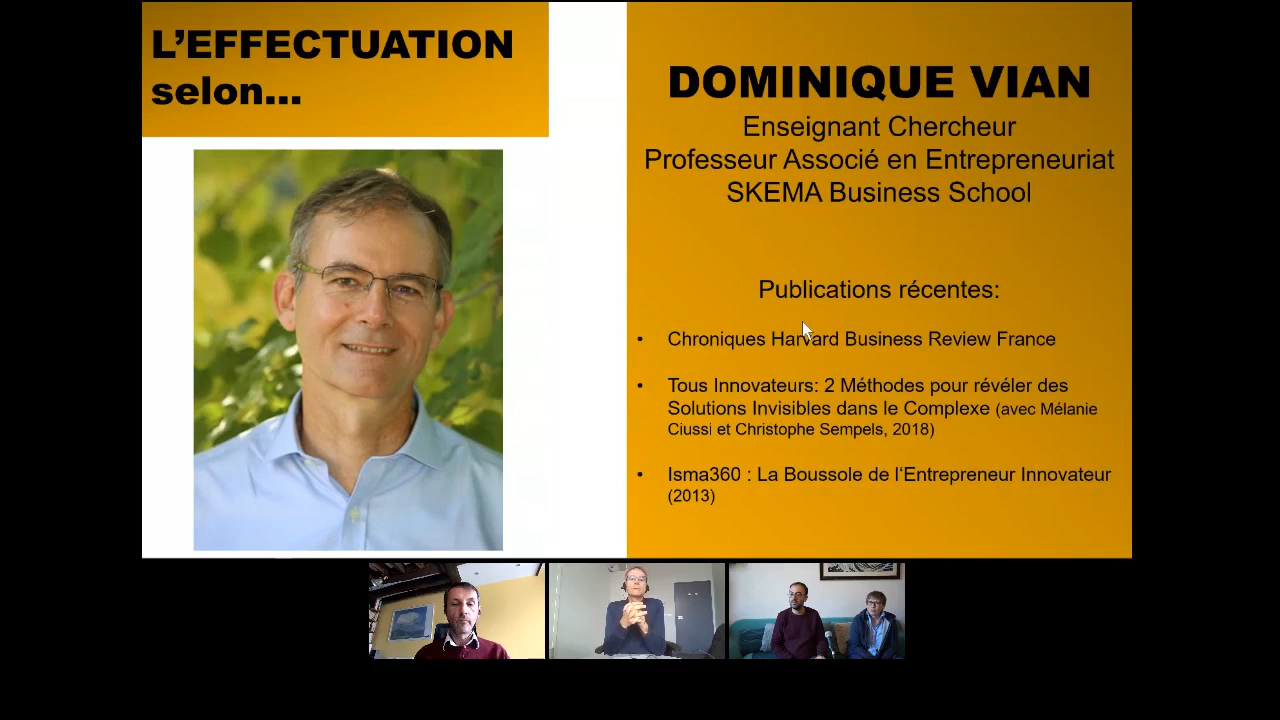 L'EFFECTUATION
selon...
DOMINIQUE VIAN
Enseignant Chercheur
Professeur Associé en Entrepreneuriat
SKEMA Business School
Publications récentes:
• Chroniques Harvard Business Review France
• Tous Innovateurs: 2 Méthodes pour révéler des
Solutions Invisibles dans le Complexe (avec Mélanie
Ciussi et Christophe Sempels, 2018)
• Isma360 : La Boussole de l‘Entrepreneur Innovateur
(2013)